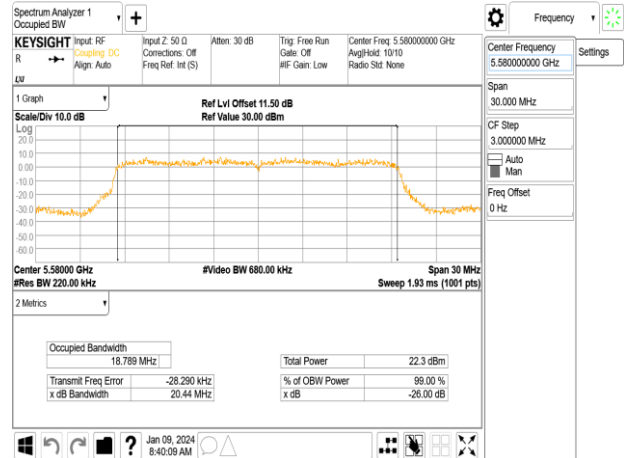 Spectrum Analyzer 1
Occupied BW
Frequency
KEYSIGHT
R
LXI
Input: RF
Coupling: DC
Align: Auto
Input Z: 50 Ω
Corrections: Off
Freq Ref: Int (S)
Atten: 30 dB
Trig: Free Run
Gate: Off
#IF Gain: Low
Center Freq: 5.580000000 GHz
Avg|Hold: 10/10
Radio Std: None
Center Frequency
5.580000000 GHz
Settings
Span
30.000 MHz
CF Step
3.000000 MHz
Auto
Man
Freq Offset
0 Hz
1 Graph
Ref Lvl Offset 11.50 dB
Scale/Div 10.0 dB
Ref Value 30.00 dBm
Log
20.0
10.0
0.00
-10.0
-20.0
-30.0
-40.0
-50.0
-60.0
Center 5.58000 GHz
#Video BW 680.00 kHz
Span 30 MHz
#Res BW 220.00 kHz
Sweep 1.93 ms (1001 pts)
2 Metrics
Occupied Bandwidth
18.789 MHz
Total Power 22.3 dBm
Transmit Freq Error -28.290 kHz
% of OBW Power 99.00 %
x dB Bandwidth 20.44 MHz
x dB -26.00 dB
?
Jan 09, 2024
8:40:09 AM